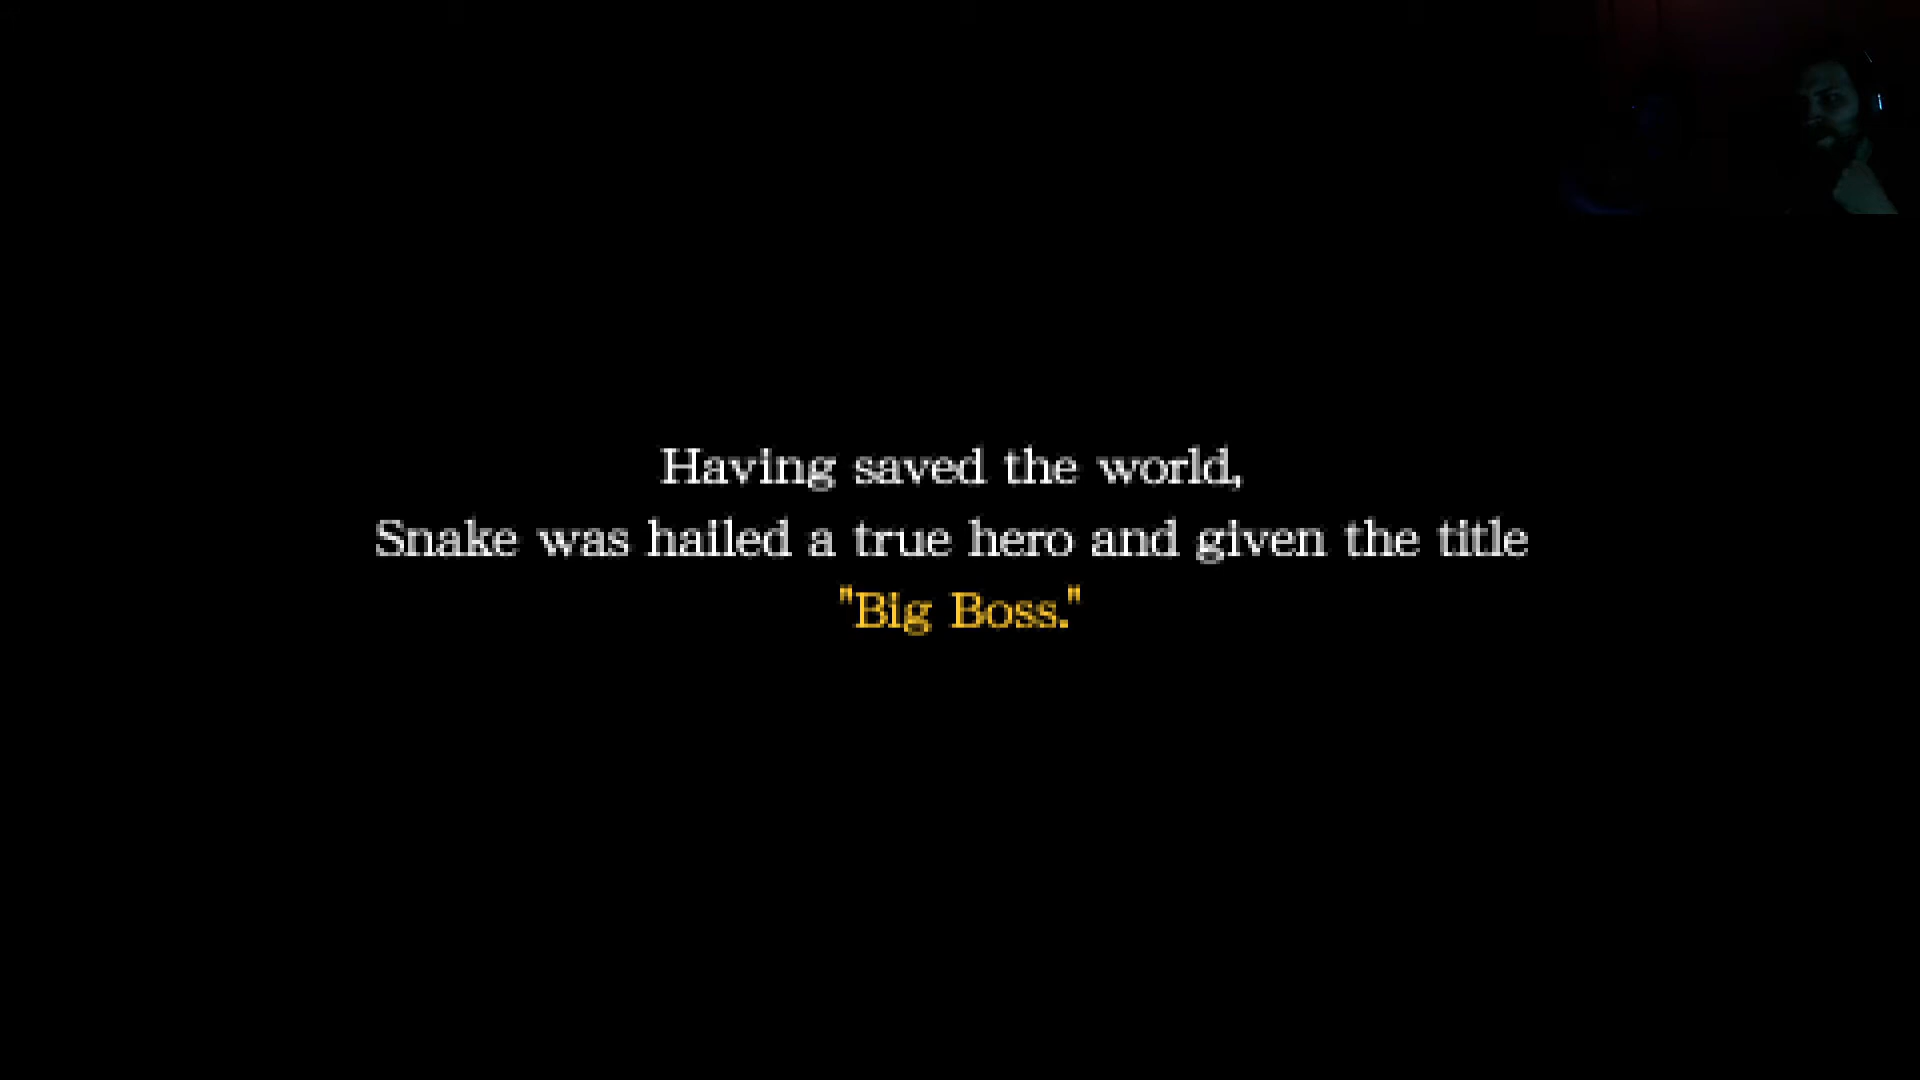 Having saved the world,
Snake was hailed a true hero and given the title
"Big Boss."